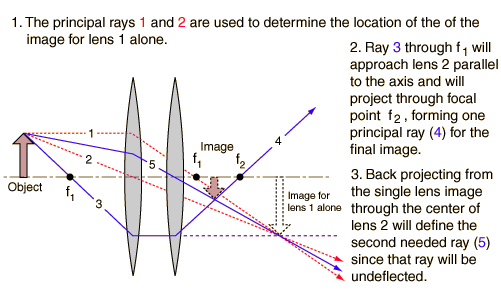 1. The principal rays 1 and 2 are used to determine the location of the of the
image for lens 1 alone.
2. Ray 3 through f1 will
approach lens 2 parallel
to the axis and will
project through focal
point f2, forming one
principal ray (4) for the
final image.
3. Back projecting from
the single lens image
through the center of
lens 2 will define the
second needed ray (5)
since that ray will be
undeflected.
1
2
5
3
4
Image
f1
f2
Object
f1
Image for
lens 1 alone